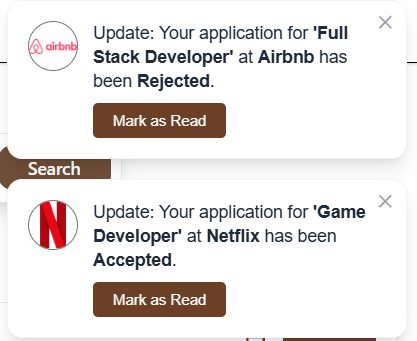 airbnb
Update: Your application for 'Full
Stack Developer' at Airbnb has
been Rejected.
Mark as Read
Search
Update: Your application for 'Game
Developer' at Netflix has been
Accepted.
Mark as Read